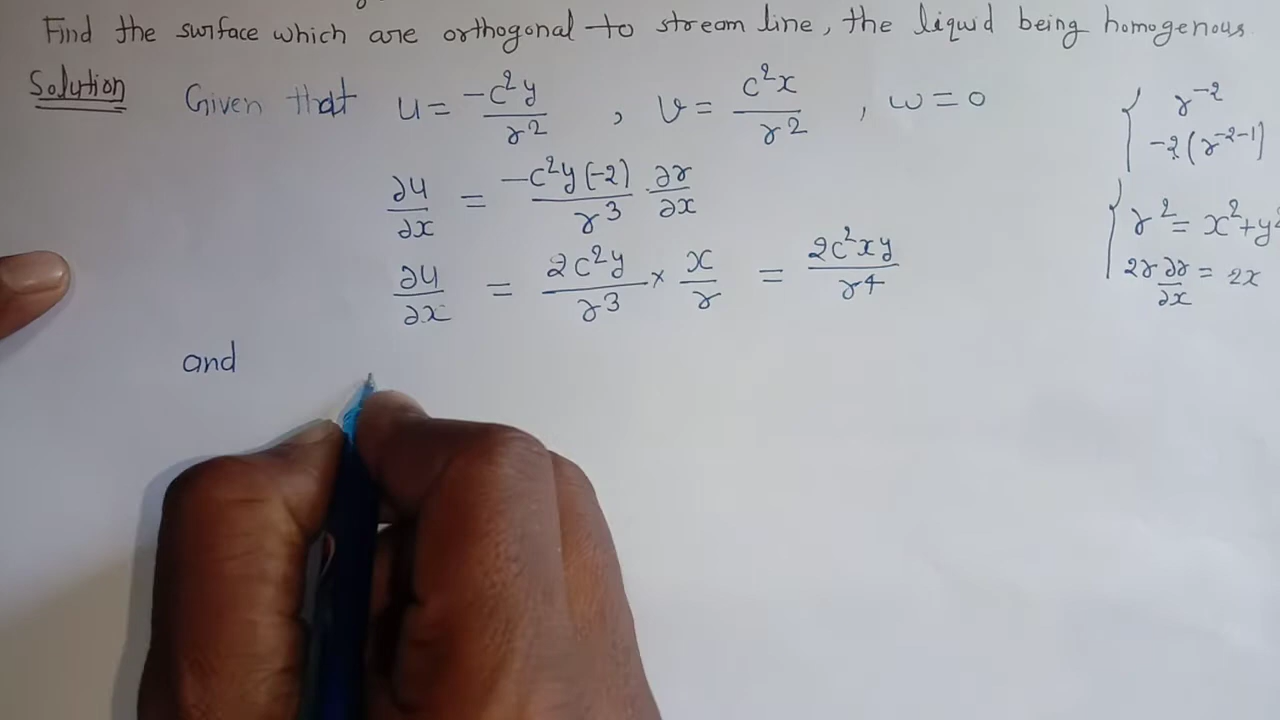 Find the surface which are orthogonal to stream line, the liquid being homogenous.
Solution Given that u = -c²y / r² , v = c²x / r² , w = 0
∂u/∂x = -c²y(-2) / r³ · ∂r/∂x
∂u/∂x = 2c²y / r³ × x/r = 2c²xy / r⁴
and
r⁻²
-2(r⁻²⁻¹)
r² = x² + y²
2r ∂r/∂x = 2x